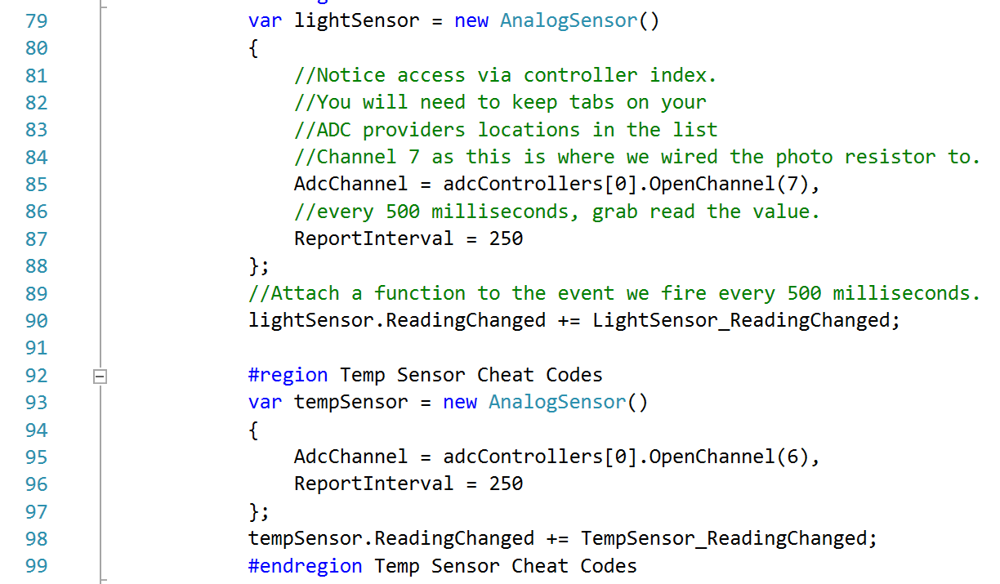 79 var lightSensor = new AnalogSensor()
80 {
81 //Notice access via controller index.
82 //You will need to keep tabs on your
83 //ADC providers locations in the list
84 //Channel 7 as this is where we wired the photo resistor to.
85 AdcChannel = adcControllers[0].OpenChannel(7),
86 //every 500 milliseconds, grab read the value.
87 ReportInterval = 250
88 };
89 //Attach a function to the event we fire every 500 milliseconds.
90 lightSensor.ReadingChanged += LightSensor_ReadingChanged;
91
92 #region Temp Sensor Cheat Codes
93 var tempSensor = new AnalogSensor()
94 {
95 AdcChannel = adcControllers[0].OpenChannel(6),
96 ReportInterval = 250
97 };
98 tempSensor.ReadingChanged += TempSensor_ReadingChanged;
99 #endregion Temp Sensor Cheat Codes